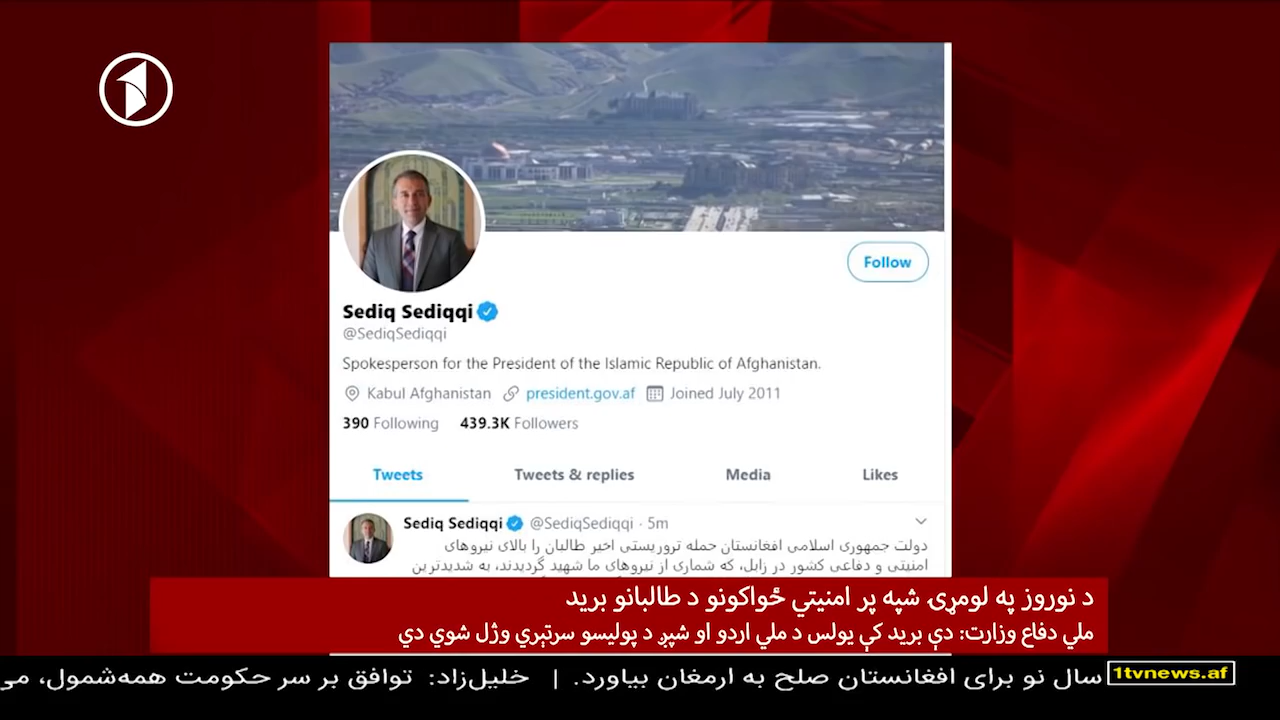 Follow
Sediq Sediqqi
@SediqSediqqi
Spokesperson for the President of the Islamic Republic of Afghanistan.
Kabul Afghanistan president.gov.af Joined July 2011
390 Following 439.3K Followers
Tweets Tweets & replies Media Likes
Sediq Sediqqi @SediqSediqqi · 5m
دولت جمهوری اسلامی افغانستان حمله تروریستی اخیر طالبان را بالای نیروهای
امنیتی و دفاعی کشور در زابل، که شماری از نیروهای ما شهید گردیدند، به شدیدترین
د نوروز په لومړۍ شپه پر امنیتي ځواکونو د طالبانو برید
ملي دفاع وزارت: دې برید کې یولس د ملي اردو او شپږ د پولیسو سرتېري وژل شوي دي
سال نو برای افغانستان صلح به ارمغان بیاورد. | خلیل‌زاد: توافق بر سر حکومت همه‌شمول، می
1tvnews.af